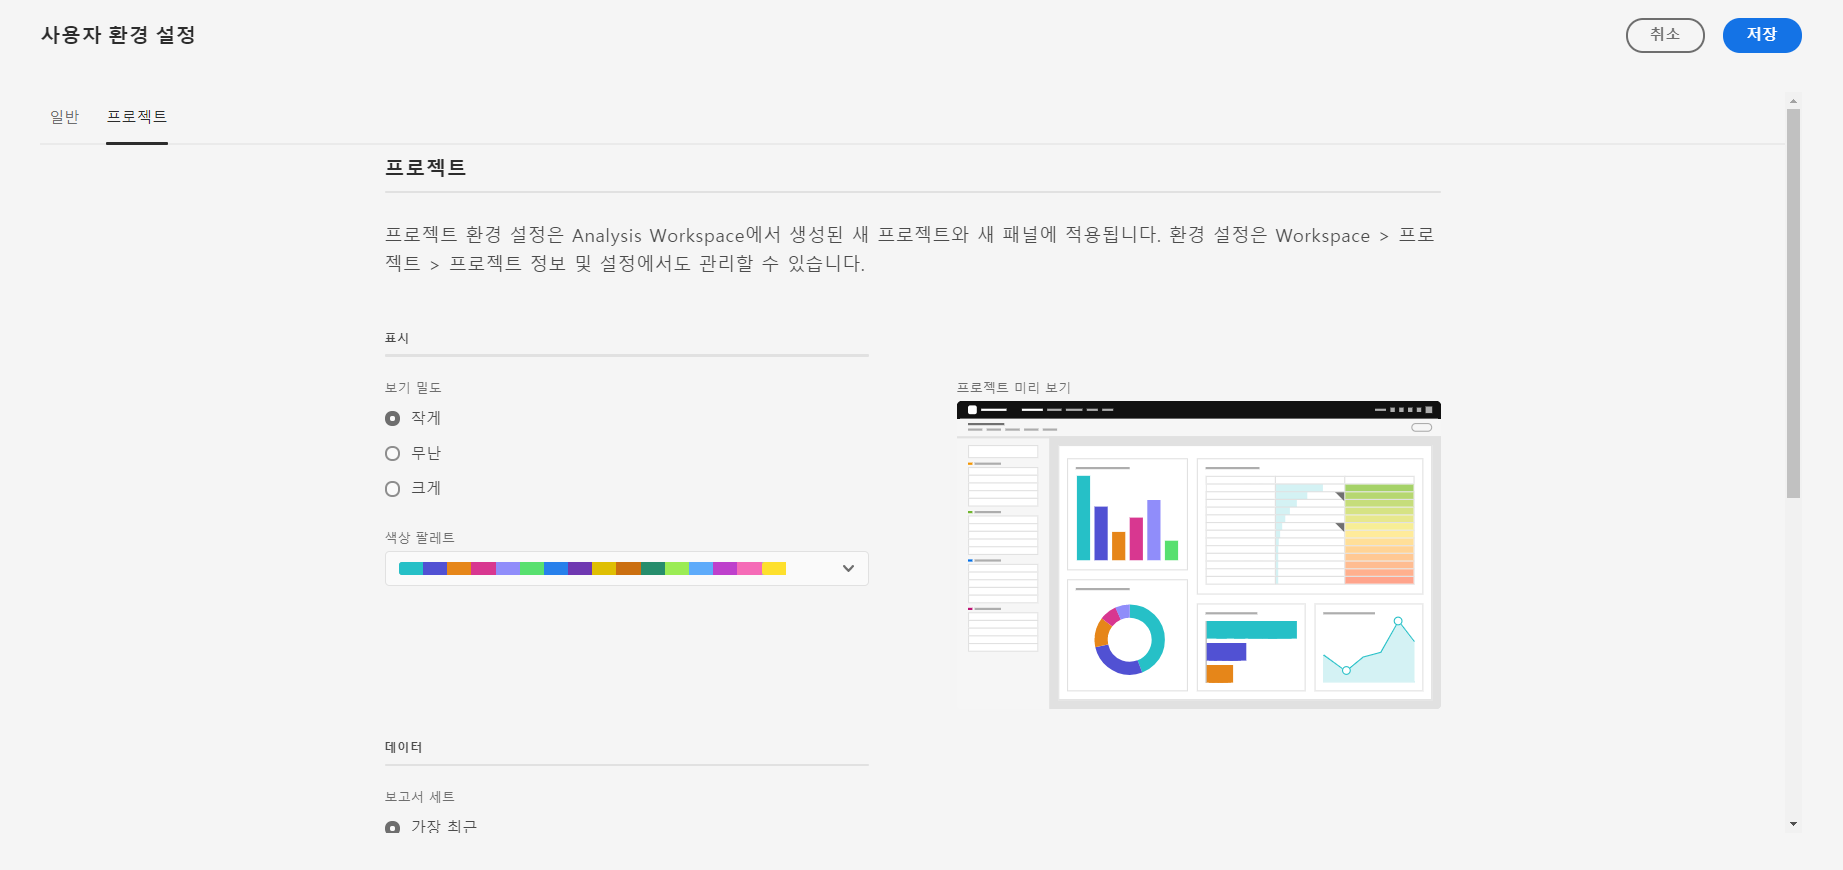 사용자 환경 설정
취소
저장
일반
프로젝트
프로젝트
프로젝트 환경 설정은 Analysis Workspace에서 생성된 새 프로젝트와 새 패널에 적용됩니다. 환경 설정은 Workspace > 프로
젝트 > 프로젝트 정보 및 설정에서도 관리할 수 있습니다.
표시
보기 밀도
작게
무난
크게
색상 팔레트
프로젝트 미리 보기
데이터
보고서 세트
가장 최근